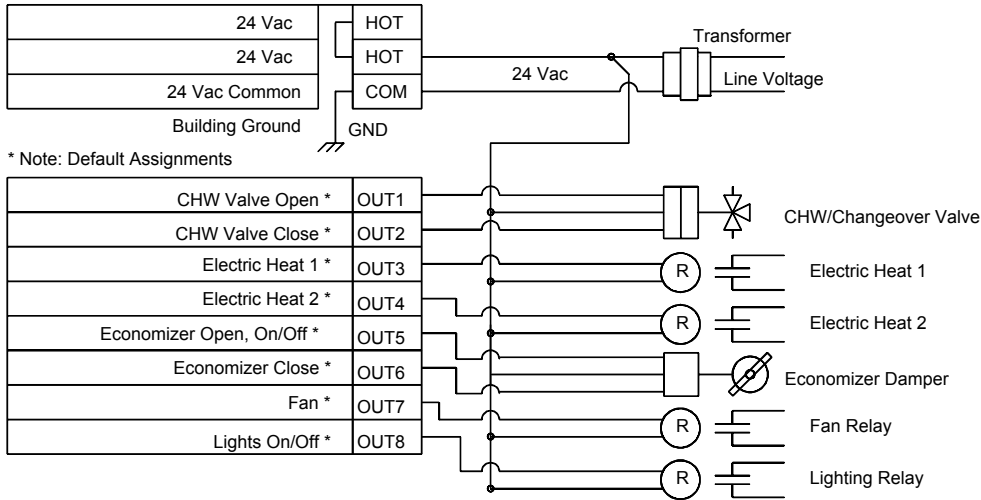 24 Vac HOT
Transformer
24 Vac HOT
24 Vac
Line Voltage
24 Vac Common COM
Building Ground GND
* Note: Default Assignments
CHW Valve Open * OUT1
CHW/Changeover Valve
CHW Valve Close * OUT2
Electric Heat 1 * OUT3 R Electric Heat 1
Electric Heat 2 * OUT4 R Electric Heat 2
Economizer Open, On/Off * OUT5
Economizer Close * OUT6 Economizer Damper
Fan * OUT7 R Fan Relay
Lights On/Off * OUT8
R Lighting Relay